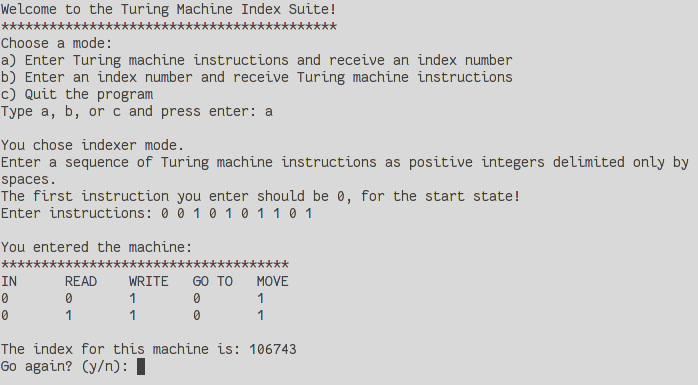 Welcome to the Turing Machine Index Suite!
******************************************
Choose a mode:
a) Enter Turing machine instructions and receive an index number
b) Enter an index number and receive Turing machine instructions
c) Quit the program
Type a, b, or c and press enter: a
You chose indexer mode.
Enter a sequence of Turing machine instructions as positive integers delimited only by
spaces.
The first instruction you enter should be 0, for the start state!
Enter instructions: 0 0 1 0 1 0 1 1 0 1
You entered the machine:
************************************
IN READ WRITE GO TO MOVE
0 0 1 0 1
0 1 1 0 1
The index for this machine is: 106743
Go again? (y/n):